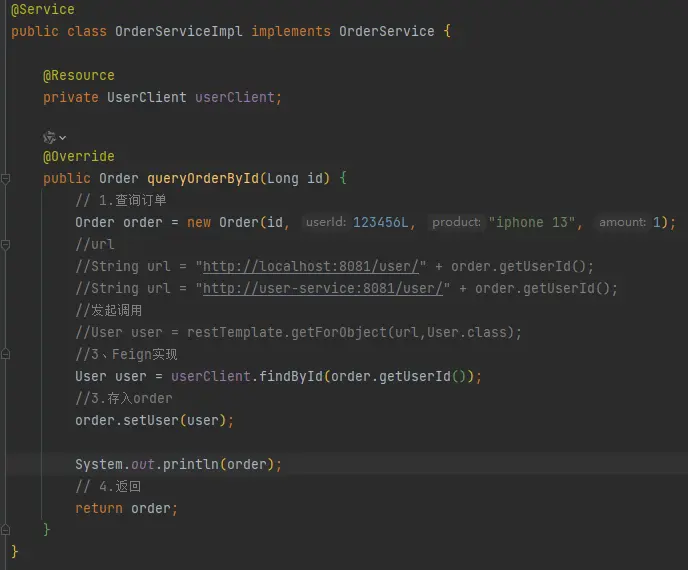 @Service
public class OrderServiceImpl implements OrderService {
@Resource
private UserClient userClient;
@Override
public Order queryOrderById(Long id) {
// 1.查询订单
Order order = new Order(id, userId: 123456L, product: "iphone 13", amount: 1);
//url
//String url = "http://localhost:8081/user/" + order.getUserId();
//String url = "http://user-service:8081/user/" + order.getUserId();
//发起调用
//User user = restTemplate.getForObject(url,User.class);
//3、Feign实现
User user = userClient.findById(order.getUserId());
//3.存入order
order.setUser(user);
System.out.println(order);
// 4.返回
return order;
}
}